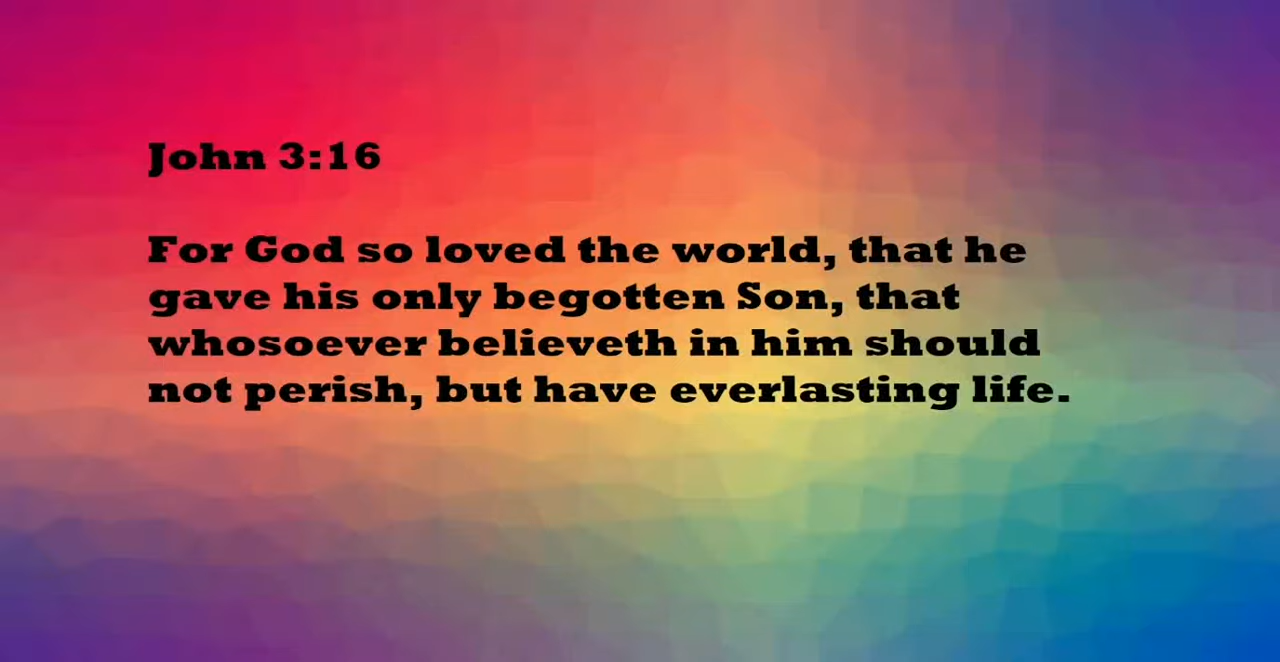 John 3:16
For God so loved the world, that he
gave his only begotten Son, that
whosoever believeth in him should
not perish, but have everlasting life.